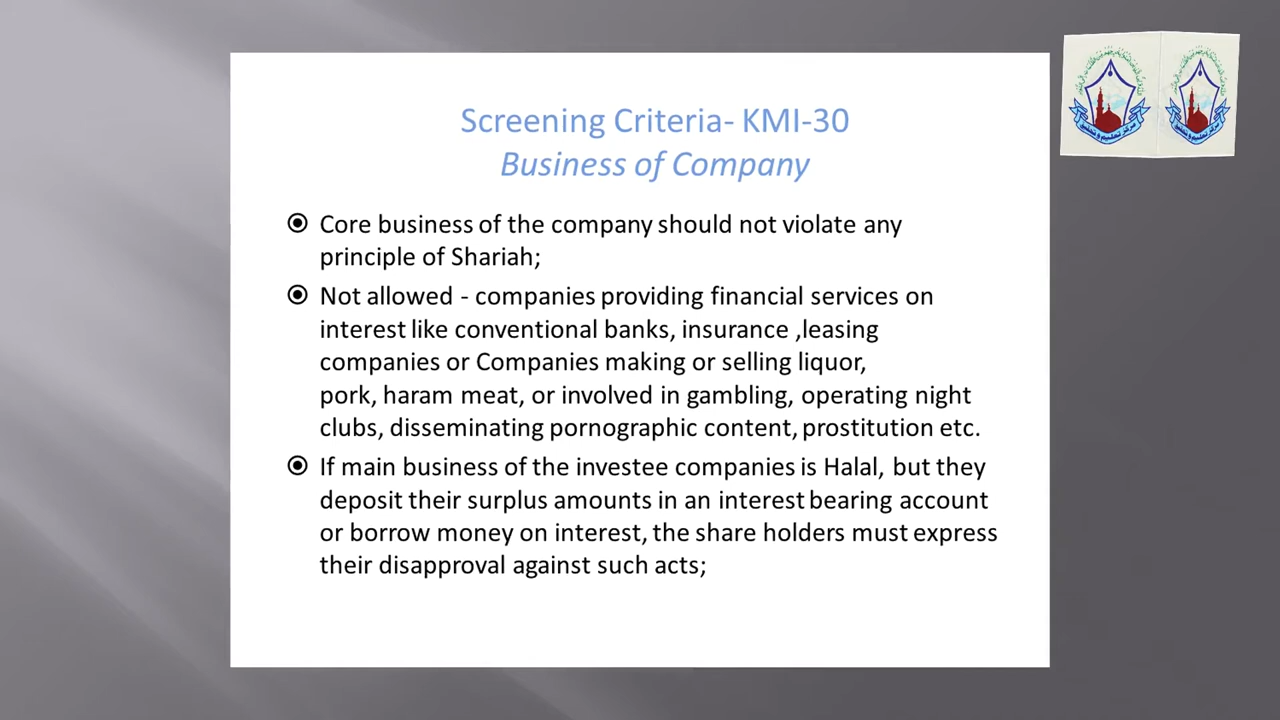 Screening Criteria- KMI-30
Business of Company
Core business of the company should not violate any
principle of Shariah;
Not allowed - companies providing financial services on
interest like conventional banks, insurance ,leasing
companies or Companies making or selling liquor,
pork, haram meat, or involved in gambling, operating night
clubs, disseminating pornographic content, prostitution etc.
If main business of the investee companies is Halal, but they
deposit their surplus amounts in an interest bearing account
or borrow money on interest, the share holders must express
their disapproval against such acts;